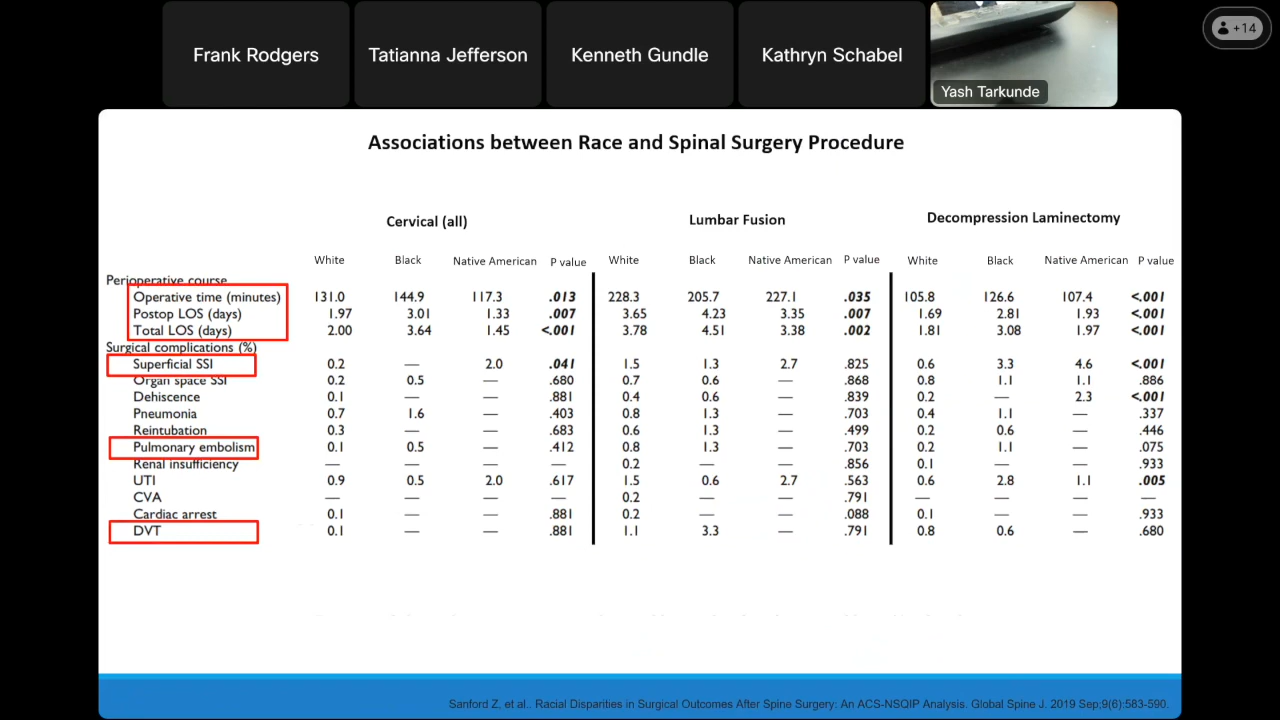 Frank Rodgers
Tatianna Jefferson
Kenneth Gundle
Kathryn Schabel
Yash Tarkunde
+14
Associations between Race and Spinal Surgery Procedure
Cervical (all) Lumbar Fusion Decompression Laminectomy
White Black Native American P value White Black Native American P value White Black Native American P value
Perioperative course
Operative time (minutes) 131.0 144.9 117.3 .013 228.3 205.7 227.1 .035 105.8 126.6 107.4 <.001
Postop LOS (days) 1.97 3.01 1.33 .007 3.65 4.23 3.35 .007 1.69 2.81 1.93 <.001
Total LOS (days) 2.00 3.64 1.45 <.001 3.78 4.51 3.38 .002 1.81 3.08 1.97 <.001
Surgical complications (%)
Superficial SSI 0.2 — 2.0 .041 1.5 1.3 2.7 .825 0.6 3.3 4.6 <.001
Organ space SSI 0.2 0.5 — .680 0.7 0.6 — .868 0.8 1.1 1.1 .886
Dehiscence 0.1 — — .881 0.4 0.6 — .839 0.2 — 2.3 <.001
Pneumonia 0.7 1.6 — .403 0.8 1.3 — .703 0.4 1.1 — .337
Reintubation 0.3 — — .683 0.6 1.3 — .499 0.2 0.6 — .446
Pulmonary embolism 0.1 0.5 — .412 0.8 1.3 — .703 0.2 1.1 — .075
Renal insufficiency — — — — 0.2 — — .856 0.1 — — .933
UTI 0.9 0.5 2.0 .617 1.5 0.6 2.7 .563 0.6 2.8 1.1 .005
CVA — — — — 0.2 — — .791 — — — —
Cardiac arrest 0.1 — — .881 0.2 — — .088 0.1 — — .933
DVT 0.1 — — .881 1.1 3.3 — .791 0.8 0.6 — .680
Sanford Z, et al.. Racial Disparities in Surgical Outcomes After Spine Surgery: An ACS-NSQIP Analysis. Global Spine J. 2019 Sep;9(6):583-590.